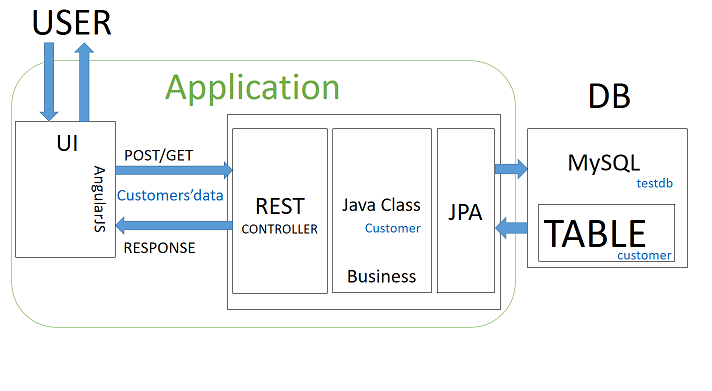 USER
Application
DB
UI
AngularJS
POST/GET
Customers'data
RESPONSE
REST
CONTROLLER
Java Class
Customer
Business
JPA
MySQL
testdb
TABLE
customer